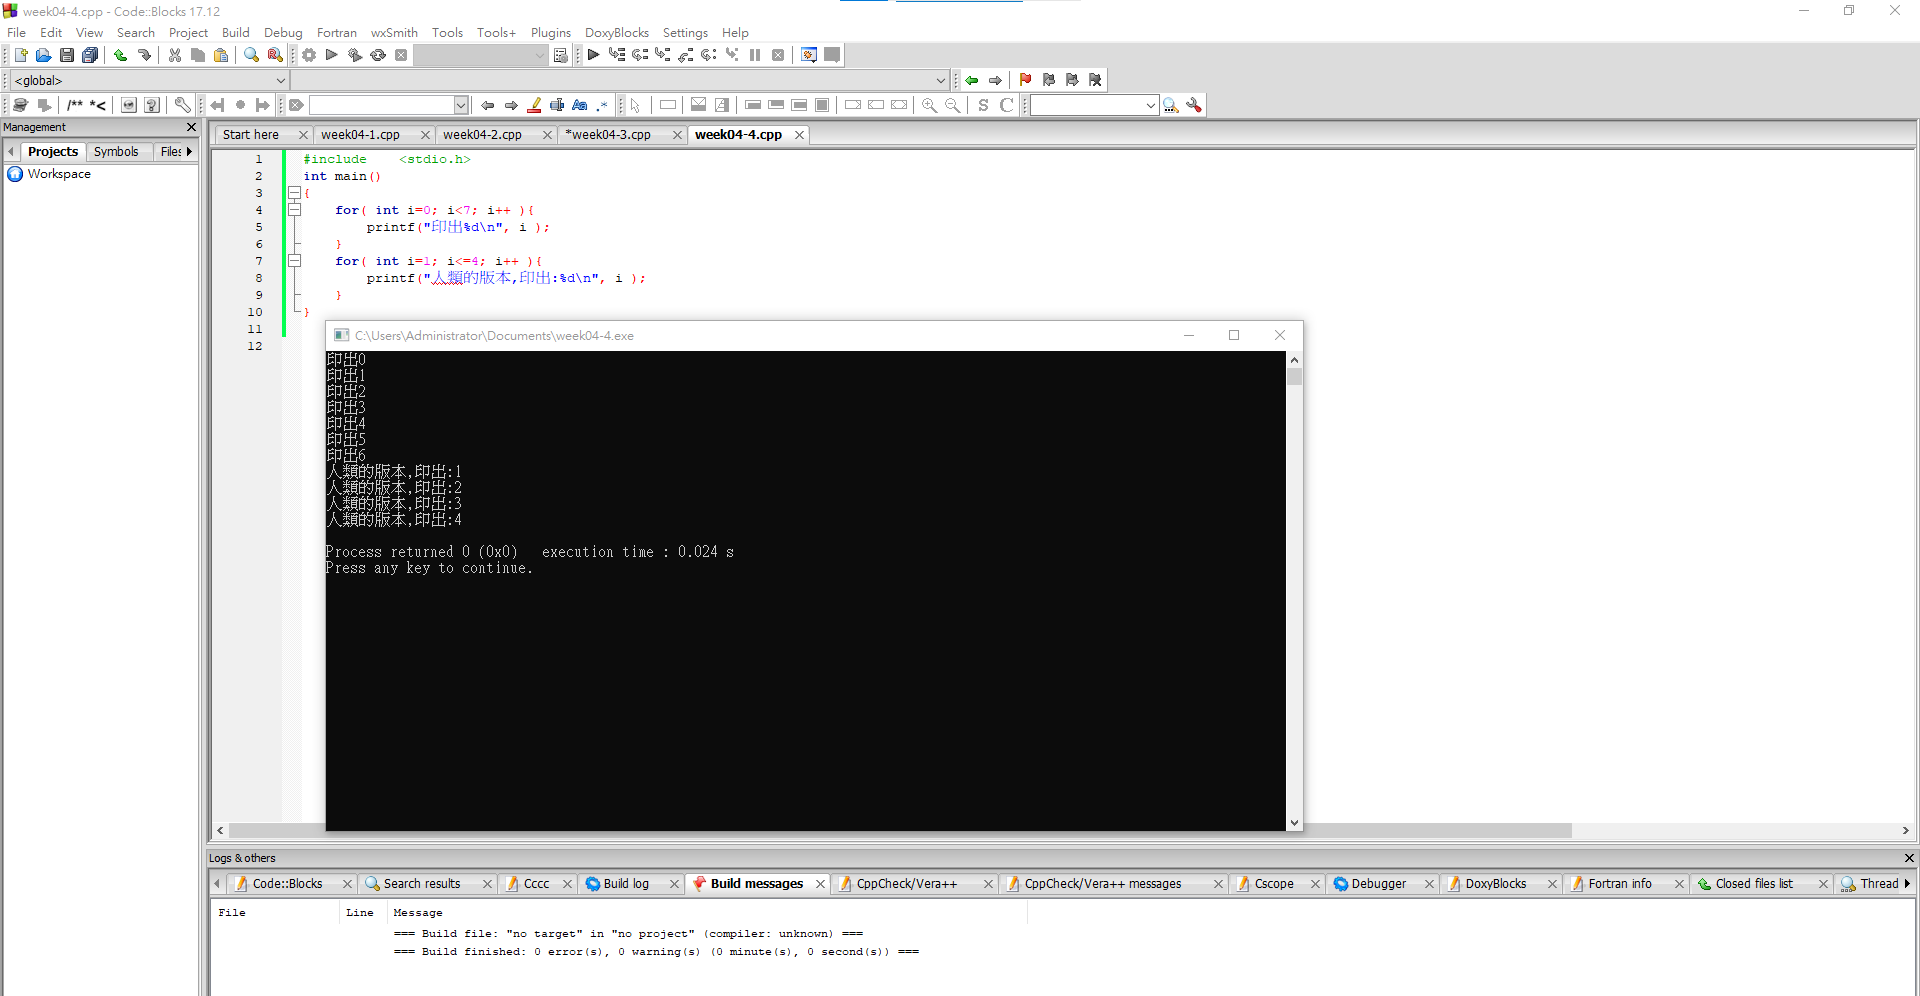 week04-4.cpp - Code::Blocks 17.12
File Edit View Search Project Build Debug Fortran wxSmith Tools Tools+ Plugins DoxyBlocks Settings Help
<global>
/** *<
Aa .*
S C
Management
Start here week04-1.cpp week04-2.cpp *week04-3.cpp week04-4.cpp
Projects Symbols Files
Workspace
1 #include    <stdio.h>
2 int main()
3 {
4     for( int i=0; i<7; i++ ){
5         printf("印出%d\n", i );
6     }
7     for( int i=1; i<=4; i++ ){
8         printf("人類的版本,印出:%d\n", i );
9     }
10 }
11
12
C:\Users\Administrator\Documents\week04-4.exe
印出0
印出1
印出2
印出3
印出4
印出5
印出6
人類的版本,印出:1
人類的版本,印出:2
人類的版本,印出:3
人類的版本,印出:4
Process returned 0 (0x0)   execution time : 0.024 s
Press any key to continue.
Logs & others
Code::Blocks Search results Cccc Build log Build messages CppCheck/Vera++ CppCheck/Vera++ messages Cscope Debugger DoxyBlocks Fortran info Closed files list Thread
File Line Message
=== Build file: "no target" in "no project" (compiler: unknown) ===
=== Build finished: 0 error(s), 0 warning(s) (0 minute(s), 0 second(s)) ===